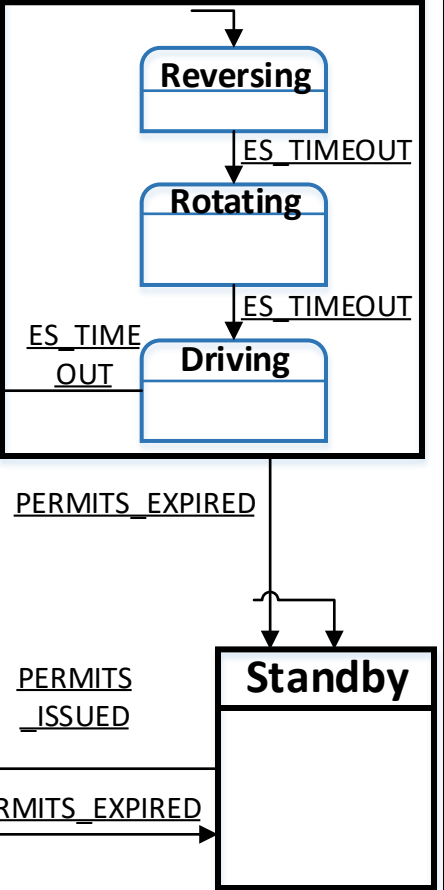 Reversing
ES_TIMEOUT
Rotating
ES_TIMEOUT
ES_TIME
OUT
Driving
PERMITS_EXPIRED
Standby
PERMITS
_ISSUED
RMITS_EXPIRED